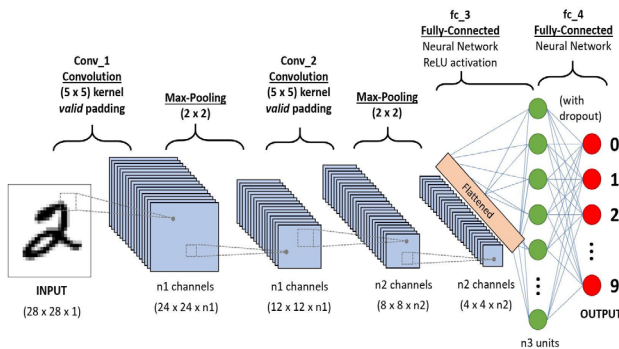 fc_3
Fully-Connected
Neural Network
ReLU activation
fc_4
Fully-Connected
Neural Network
Conv_1
Convolution
(5 x 5) kernel
valid padding
Max-Pooling
(2 x 2)
Conv_2
Convolution
(5 x 5) kernel
valid padding
Max-Pooling
(2 x 2)
(with
dropout)
Flattened
0
1
2
9
INPUT
(28 x 28 x 1)
n1 channels
(24 x 24 x n1)
n1 channels
(12 x 12 x n1)
n2 channels
(8 x 8 x n2)
n2 channels
(4 x 4 x n2)
OUTPUT
n3 units